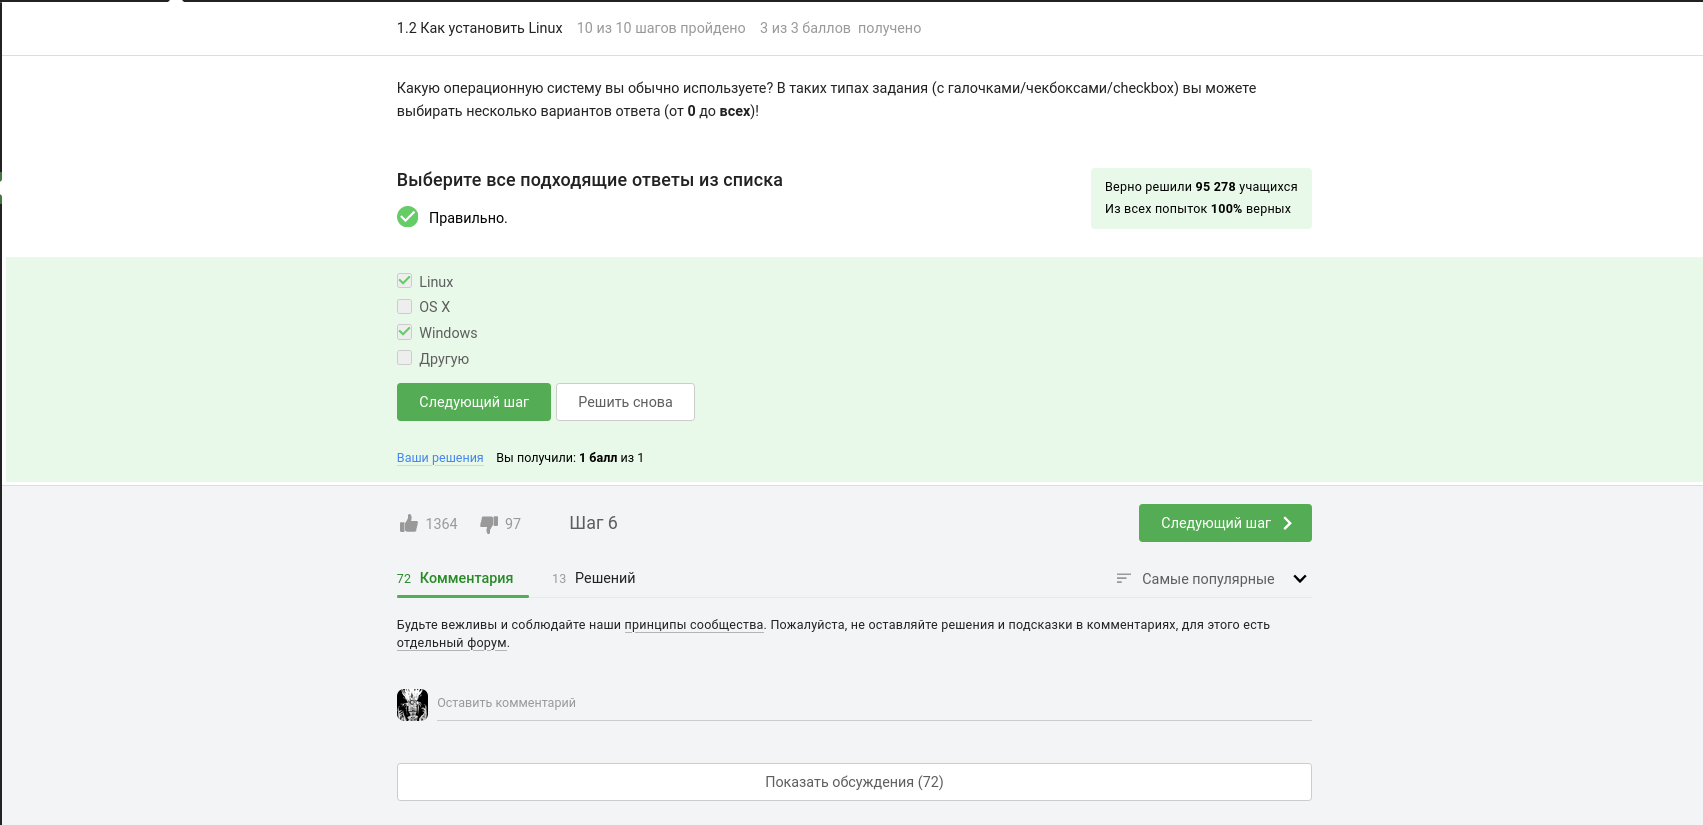 1.2 Как установить Linux 10 из 10 шагов пройдено 3 из 3 баллов получено
Какую операционную систему вы обычно используете? В таких типах задания (с галочками/чекбоксами/checkbox) вы можете
выбирать несколько вариантов ответа (от 0 до всех)!
Выберите все подходящие ответы из списка
Правильно.
Верно решили 95 278 учащихся
Из всех попыток 100% верных
Linux
OS X
Windows
Другую
Следующий шаг Решить снова
Ваши решения Вы получили: 1 балл из 1
1364 97 Шаг 6 Следующий шаг
72 Комментария 13 Решений Самые популярные
Будьте вежливы и соблюдайте наши принципы сообщества. Пожалуйста, не оставляйте решения и подсказки в комментариях, для этого есть
отдельный форум.
Оставить комментарий
Показать обсуждения (72)